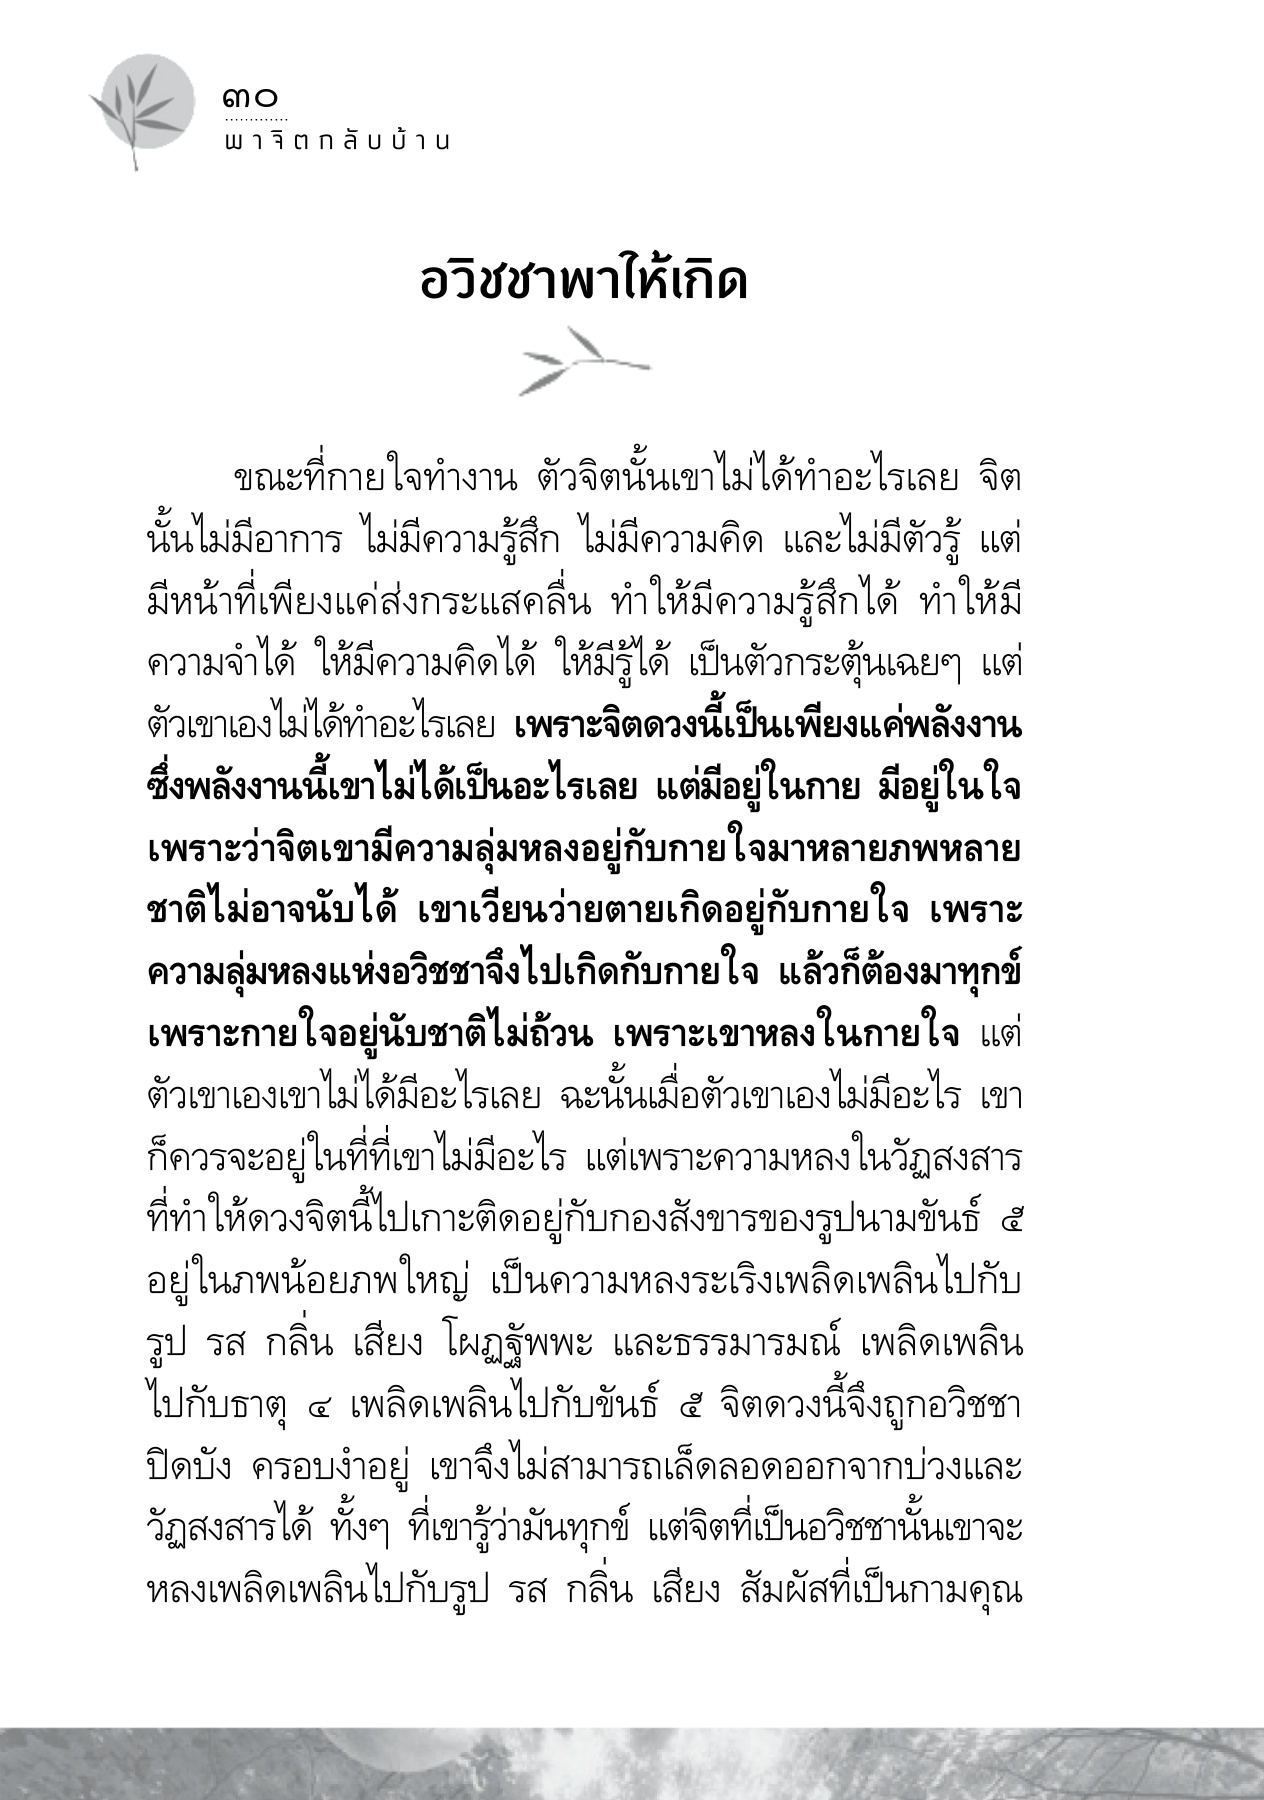 ๓๐
พาจิตกลับบ้าน
อวิชชาพาให้เกิด
ขณะที่กายใจทำงาน ตัวจิตนั้นเขาไม่ได้ทำอะไรเลย จิต
นั้นไม่มีอาการ ไม่มีความรู้สึก ไม่มีความคิด และไม่มีตัวรู้ แต่
มีหน้าที่เพียงแค่ส่งกระแสคลื่น ทำให้มีความรู้สึกได้ ทำให้มี
ความจำได้ ให้มีความคิดได้ ให้มีรู้ได้ เป็นตัวกระตุ้นเฉยๆ แต่
ตัวเขาเองไม่ได้ทำอะไรเลย เพราะจิตดวงนี้เป็นเพียงแค่พลังงาน
ซึ่งพลังงานนี้เขาไม่ได้เป็นอะไรเลย แต่มีอยู่ในกาย มีอยู่ในใจ
เพราะว่าจิตเขามีความลุ่มหลงอยู่กับกายใจมาหลายภพหลาย
ชาติไม่อาจนับได้ เขาเวียนว่ายตายเกิดอยู่กับกายใจ เพราะ
ความลุ่มหลงแห่งอวิชชาจึงไปเกิดกับกายใจ แล้วก็ต้องมาทุกข์
เพราะกายใจอยู่นับชาติไม่ถ้วน เพราะเขาหลงในกายใจ แต่
ตัวเขาเองเขาไม่ได้มีอะไรเลย ฉะนั้นเมื่อตัวเขาเองไม่มีอะไร เขา
ก็ควรจะอยู่ในที่ที่เขาไม่มีอะไร แต่เพราะความหลงในวัฏสงสาร
ที่ทำให้ดวงจิตนี้ไปเกาะติดอยู่กับกองสังขารของรูปนามขันธ์ ๕
อยู่ในภพน้อยภพใหญ่ เป็นความหลงระเริงเพลิดเพลินไปกับ
รูป รส กลิ่น เสียง โผฏฐัพพะ และธรรมารมณ์ เพลิดเพลิน
ไปกับธาตุ ๔ เพลิดเพลินไปกับขันธ์ ๕ จิตดวงนี้จึงถูกอวิชชา
ปิดบัง ครอบงำอยู่ เขาจึงไม่สามารถเล็ดลอดออกจากบ่วงและ
วัฏสงสารได้ ทั้งๆ ที่เขารู้ว่ามันทุกข์ แต่จิตที่เป็นอวิชชานั้นเขาจะ
หลงเพลิดเพลินไปกับรูป รส กลิ่น เสียง สัมผัสที่เป็นกามคุณ